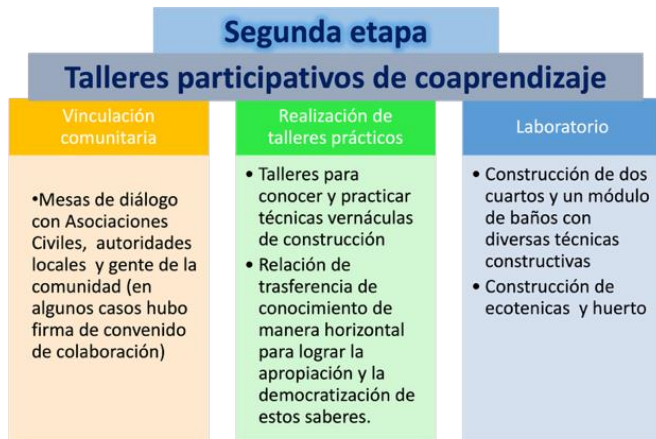 Segunda etapa
Talleres participativos de coaprendizaje
Vinculación
comunitaria
•Mesas de diálogo
con Asociaciones
Civiles, autoridades
locales y gente de la
comunidad (en
algunos casos hubo
firma de convenido
de colaboración)
Realización de
talleres prácticos
• Talleres para
conocer y practicar
técnicas vernáculas
de construcción
• Relación de
trasferencia de
conocimiento de
manera horizontal
para lograr la
apropiación y la
democratización de
estos saberes.
Laboratorio
• Construcción de dos
cuartos y un módulo
de baños con
diversas técnicas
constructivas
• Construcción de
ecotenicas y huerto